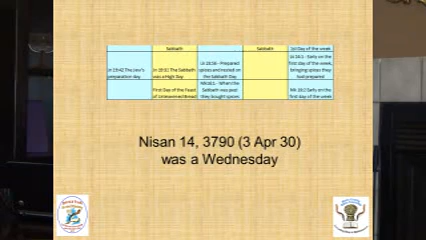 Sabbath
Sabbath
1st Day of the week
Jn 19:42 The Jew's preparation day
Jn 19:31 The Sabbath was a High Day
Lk 23:56 - Prepared spices and rested on the Sabbath Day
Lk 24:1 - Early on the first day of the week, bringing spices they had prepared
First Day of the Feast of Unleavened Bread
Mk 16:1 - When the Sabbath was past they bought spices
Mk 16:2 Early on the first day of the week
Nisan 14, 3790 (3 Apr 30)
was a Wednesday